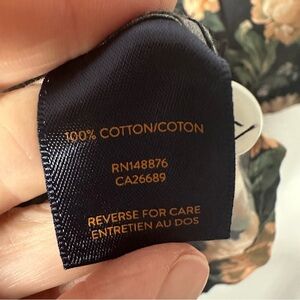 100% COTTON/COTON
RN148876
CA26689
REVERSE FOR CARE
ENTRETIEN AU DOS